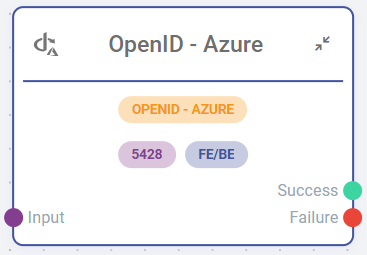 OpenID - Azure
OPENID - AZURE
5428 FE/BE
Success
Input Failure